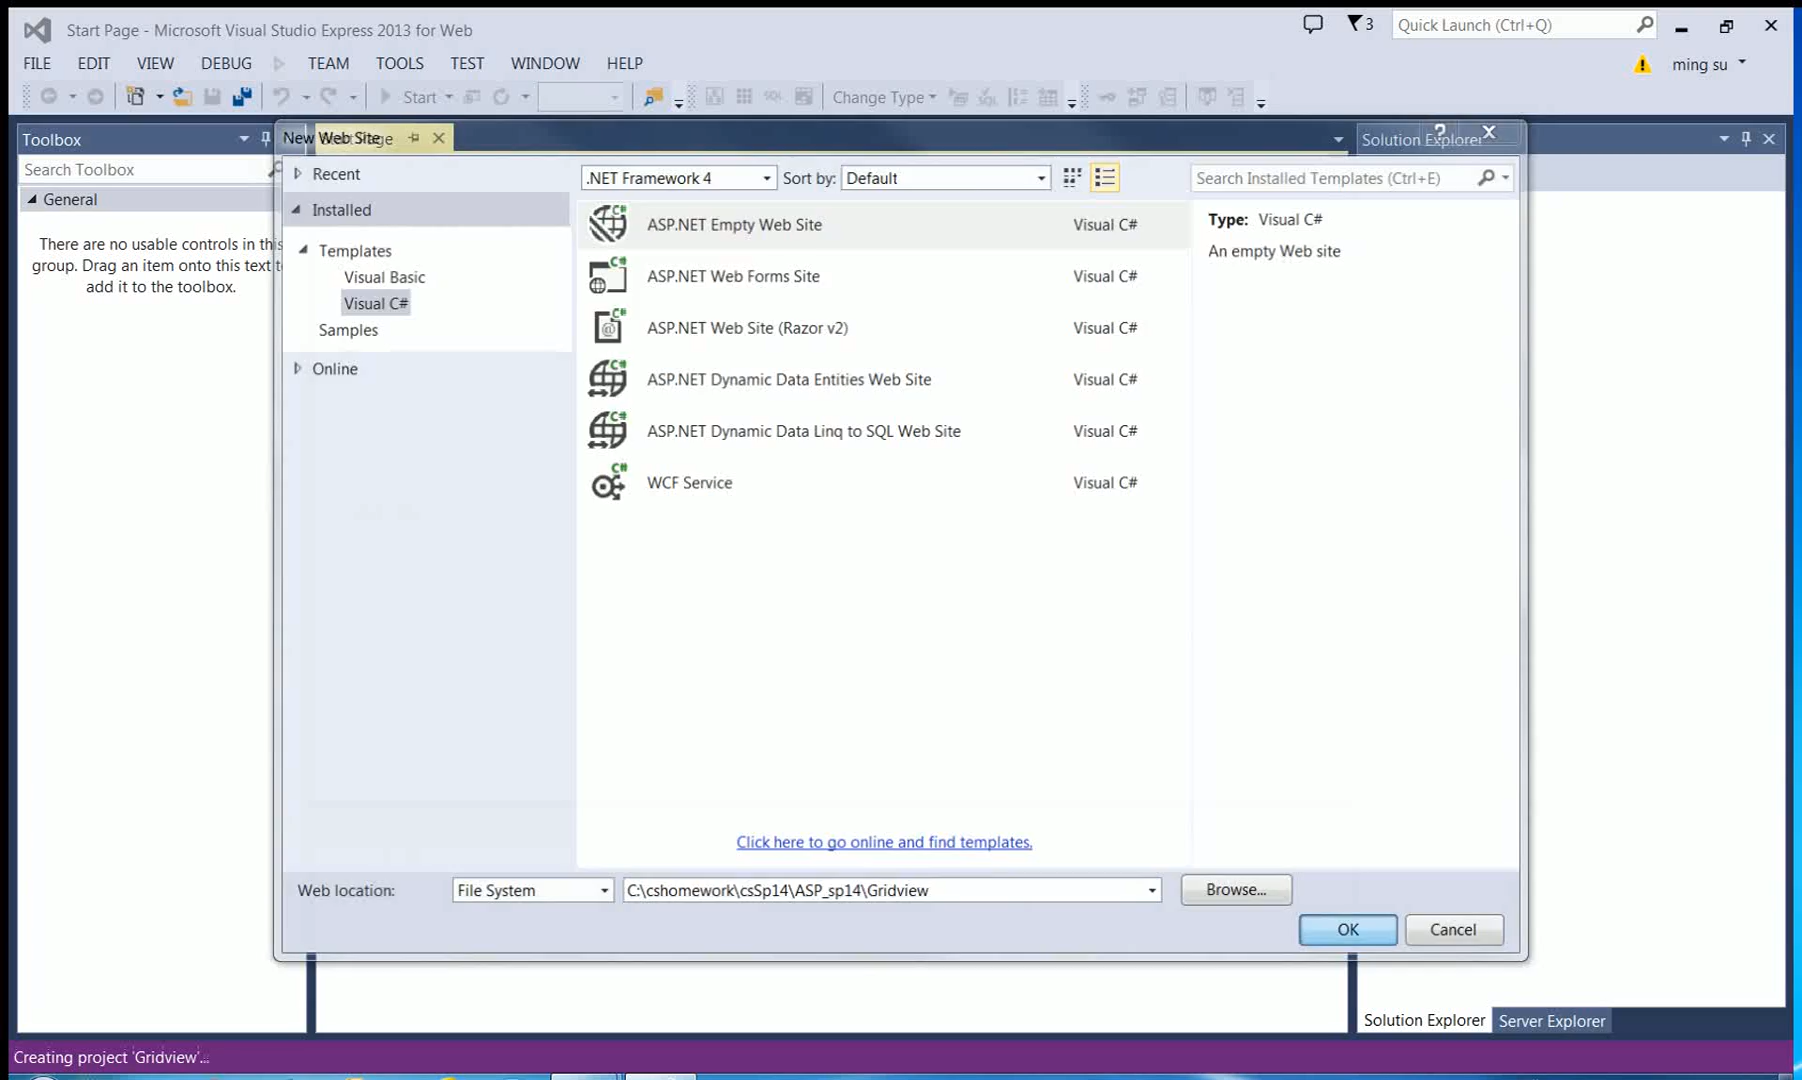 Start Page - Microsoft Visual Studio Express 2013 for Web
3
Quick Launch (Ctrl+Q)
FILE EDIT VIEW DEBUG TEAM TOOLS TEST WINDOW HELP
ming su
Start
Change Type
Toolbox
New Web Site
Solution Explorer
Search Toolbox
Recent
.NET Framework 4
Sort by: Default
Search Installed Templates (Ctrl+E)
General
Installed
There are no usable controls in this
group. Drag an item onto this text t
add it to the toolbox.
Templates
Visual Basic
Visual C#
Samples
Online
ASP.NET Empty Web Site Visual C#
ASP.NET Web Forms Site Visual C#
ASP.NET Web Site (Razor v2) Visual C#
ASP.NET Dynamic Data Entities Web Site Visual C#
ASP.NET Dynamic Data Linq to SQL Web Site Visual C#
WCF Service Visual C#
Type: Visual C#
An empty Web site
Click here to go online and find templates.
Web location: File System C:\cshomework\csSp14\ASP_sp14\Gridview Browse...
OK Cancel
Solution Explorer Server Explorer
Creating project 'Gridview'...